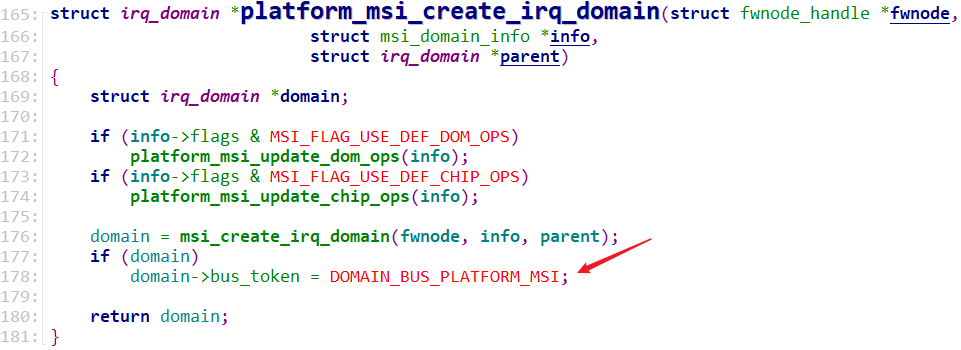 165: struct irq_domain *platform_msi_create_irq_domain(struct fwnode_handle *fwnode,
166: struct msi_domain_info *info,
167: struct irq_domain *parent)
168: {
169: struct irq_domain *domain;
170:
171: if (info->flags & MSI_FLAG_USE_DEF_DOM_OPS)
172: platform_msi_update_dom_ops(info);
173: if (info->flags & MSI_FLAG_USE_DEF_CHIP_OPS)
174: platform_msi_update_chip_ops(info);
175:
176: domain = msi_create_irq_domain(fwnode, info, parent);
177: if (domain)
178: domain->bus_token = DOMAIN_BUS_PLATFORM_MSI;
179:
180: return domain;
181: }